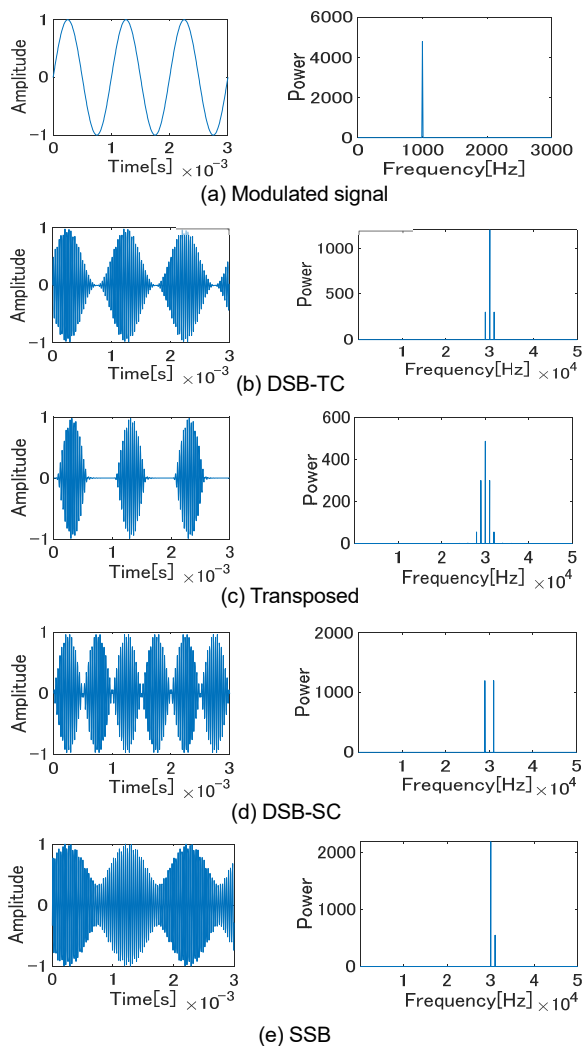 Amplitude
1
0
−1
0 1 2 3
Time[s] ×10⁻³
Power
6000
4000
2000
0
0 1000 2000 3000
Frequency[Hz]
(a) Modulated signal
Amplitude
1
0
−1
0 1 2 3
Time[s] ×10⁻³
Power
1000
500
0
1 2 3 4 5
Frequency[Hz] ×10⁴
(b) DSB-TC
Amplitude
1
0
−1
0 1 2 3
Time[s] ×10⁻³
Power
600
400
200
0
1 2 3 4 5
Frequency[Hz] ×10⁴
(c) Transposed
Amplitude
1
0
−1
0 1 2 3
Time[s] ×10⁻³
Power
2000
1000
0
1 2 3 4 5
Frequency[Hz] ×10⁴
(d) DSB-SC
Amplitude
1
0
−1
0 1 2 3
Time[s] ×10⁻³
Power
2000
1000
0
1 2 3 4 5
Frequency[Hz] ×10⁴
(e) SSB